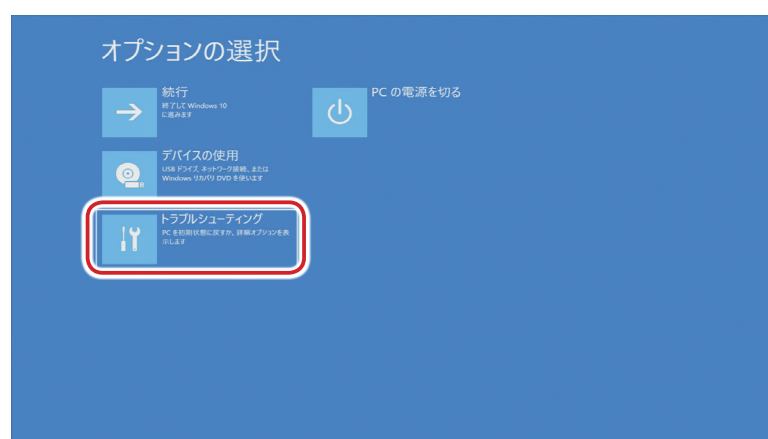 オプションの選択
続行
終了して Windows 10
に進みます
PC の電源を切る
デバイスの使用
USB ドライブ、ネットワーク接続、または
Windows リカバリ DVD を使います
トラブルシューティング
PC を初期状態に戻すか、詳細オプションを表
示します